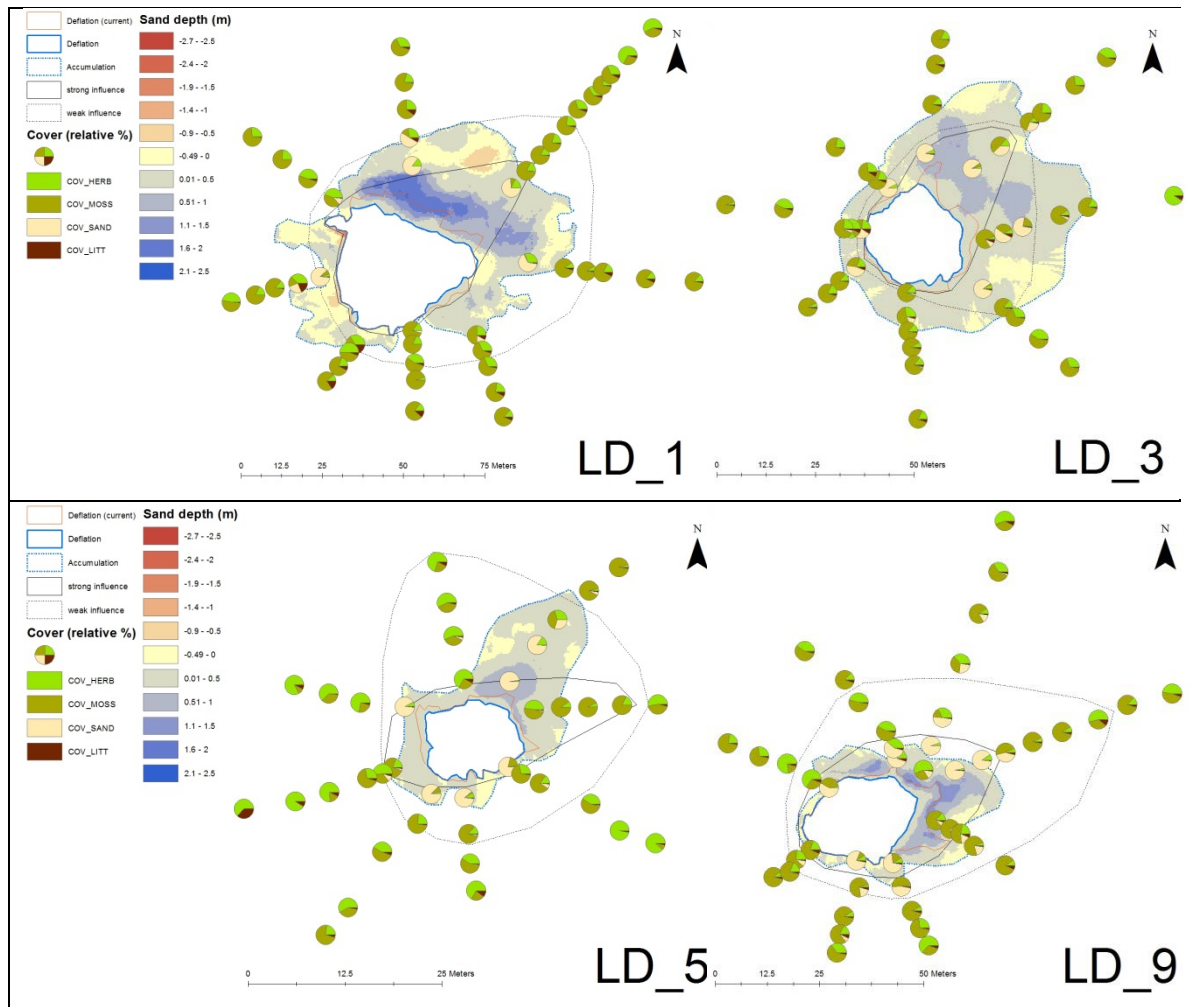 Deflation (current)
Deflation
Accumulation
strong influence
weak influence
Cover (relative %)
COV_HERB
COV_MOSS
COV_SAND
COV_LITT
Sand depth (m)
-2.7 - -2.5
-2.4 - -2
-1.9 - -1.5
-1.4 - -1
-0.9 - -0.5
-0.49 - 0
0.01 - 0.5
0.51 - 1
1.1 - 1.5
1.6 - 2
2.1 - 2.5
N
0 12.5 25 50 75 Meters
LD_1
N
0 12.5 25 50 Meters
LD_3
Deflation (current)
Deflation
Accumulation
strong influence
weak influence
Cover (relative %)
COV_HERB
COV_MOSS
COV_SAND
COV_LITT
Sand depth (m)
-2.7 - -2.5
-2.4 - -2
-1.9 - -1.5
-1.4 - -1
-0.9 - -0.5
-0.49 - 0
0.01 - 0.5
0.51 - 1
1.1 - 1.5
1.6 - 2
2.1 - 2.5
N
0 12.5 25 Meters
LD_5
N
0 12.5 25 50 Meters
LD_9